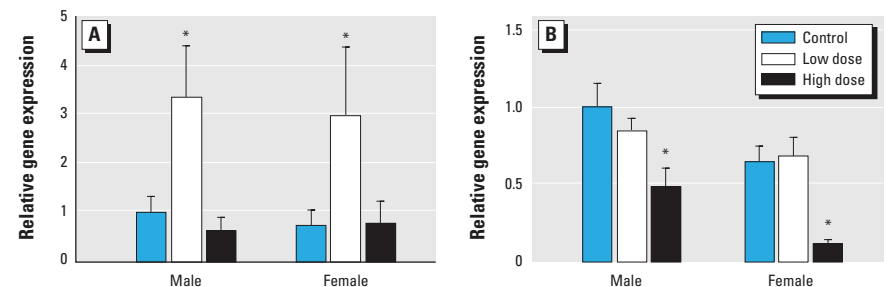 A
Relative gene expression
5
4
3
2
1
0
*
*
Male
Female
B
Relative gene expression
1.5
1.0
0.5
0
*
*
Male
Female
Control
Low dose
High dose